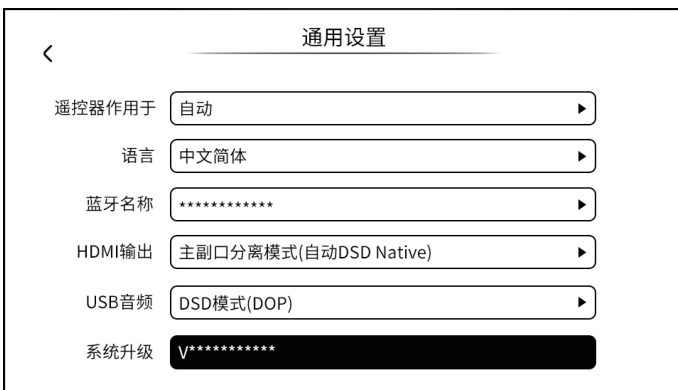 通用设置
遥控器作用于 自动
语言 中文简体
蓝牙名称 ************
HDMI输出 主副口分离模式(自动DSD Native)
USB音频 DSD模式(DOP)
系统升级 V***********